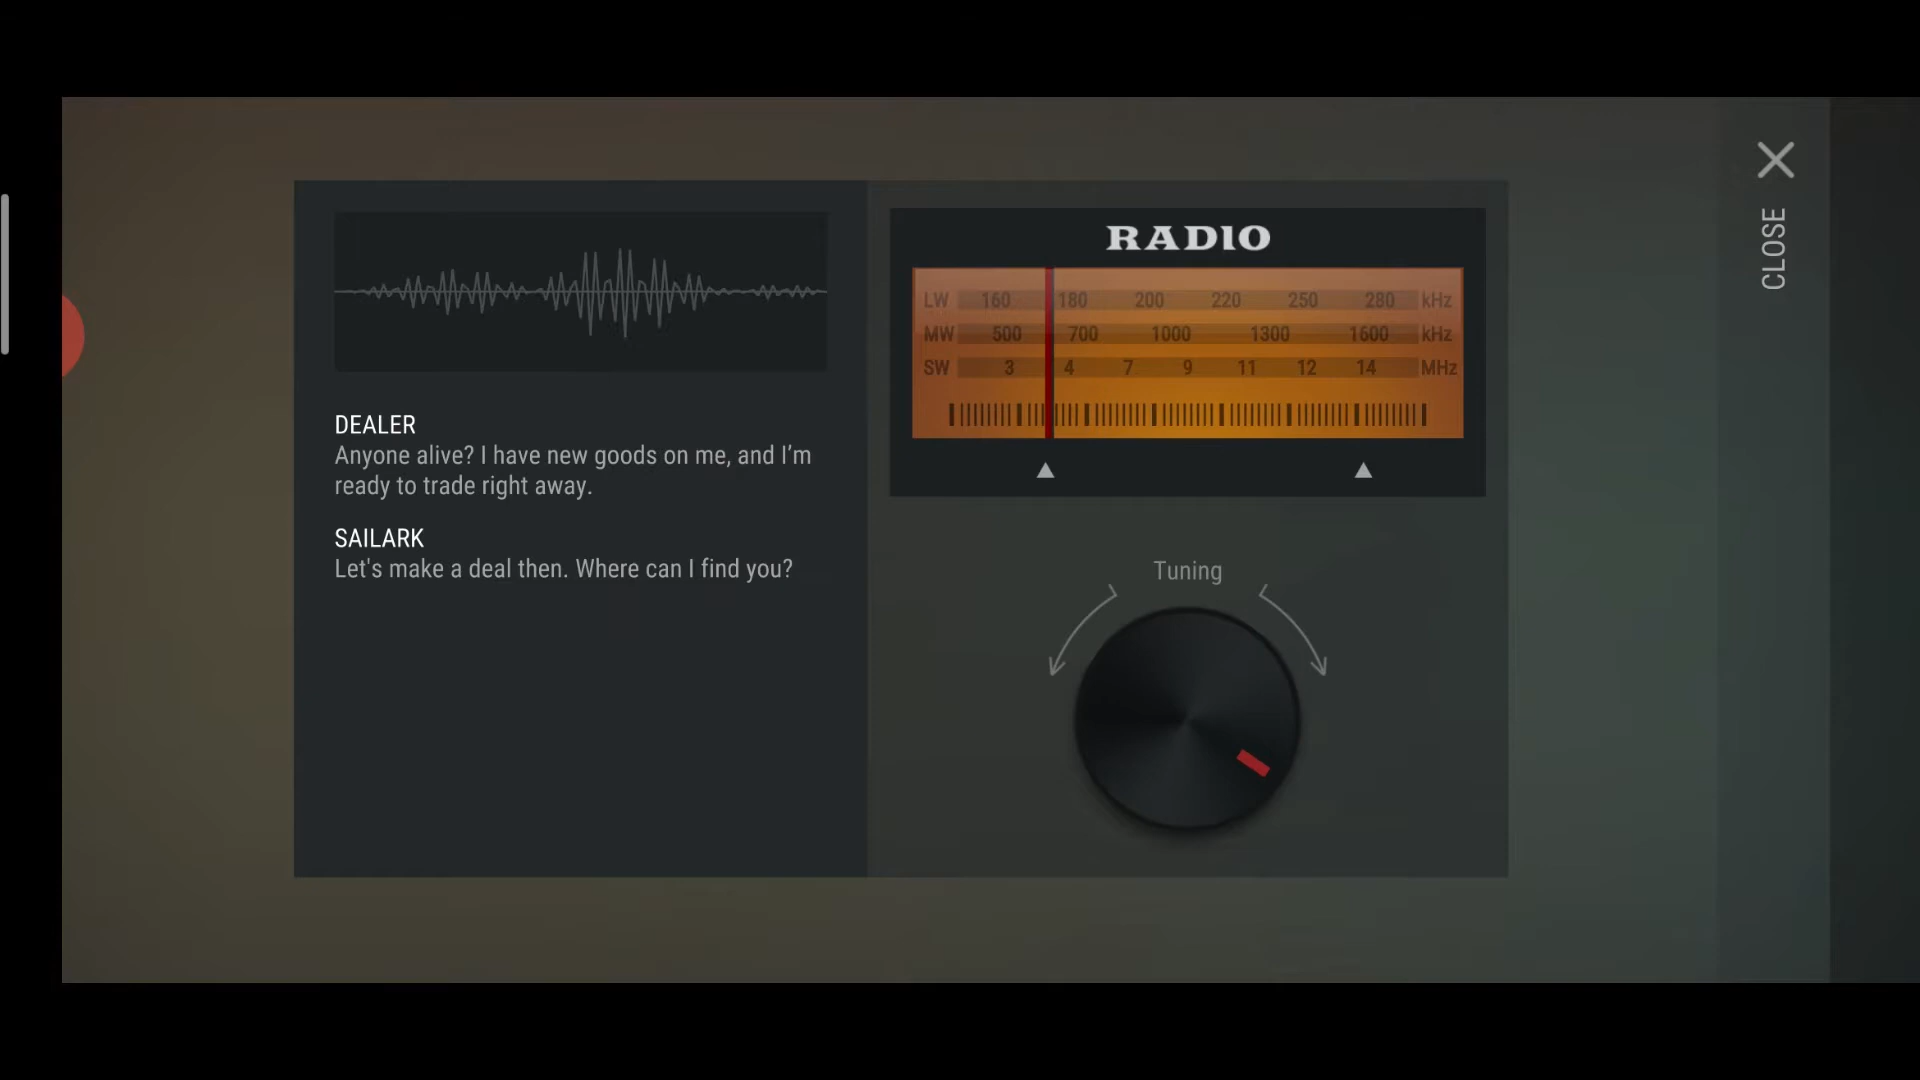 RADIO
LW 160 180 200 220 250 280 kHz
MW 500 700 1000 1300 1600 kHz
SW 3 4 7 9 11 12 14 MHz
DEALER
Anyone alive? I have new goods on me, and I’m
ready to trade right away.
SAILARK
Let's make a deal then. Where can I find you?
Tuning
CLOSE